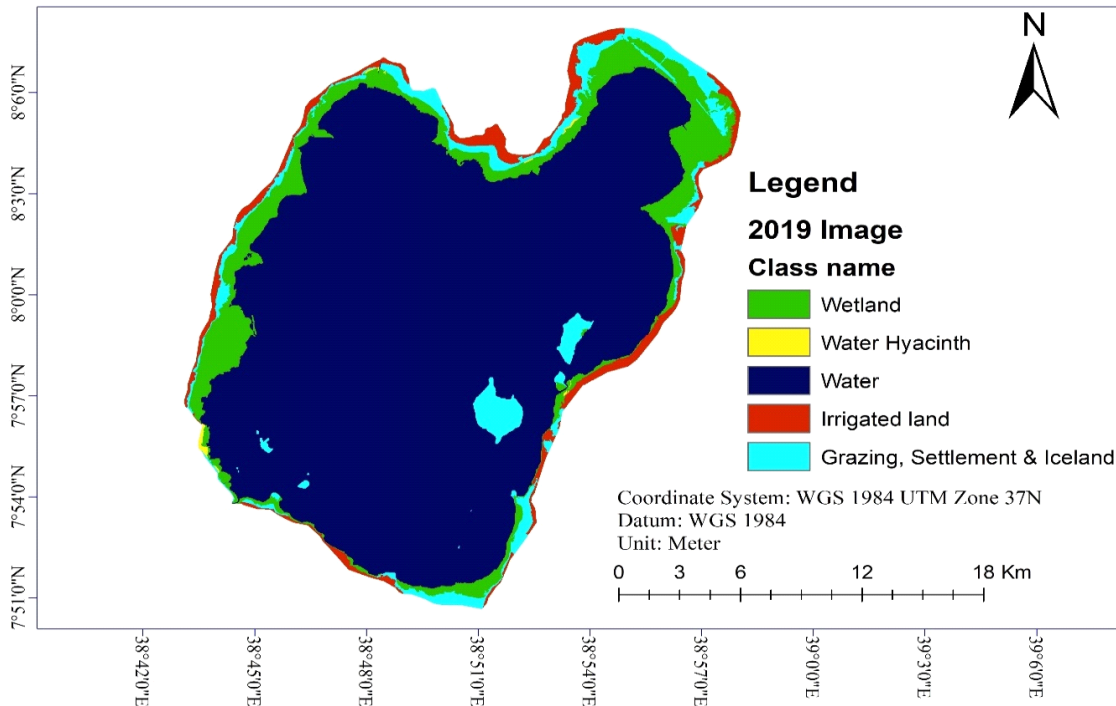 N
8°6'0"N
8°3'0"N
8°0'0"N
7°57'0"N
7°54'0"N
7°51'0"N
Legend
2019 Image
Class name
Wetland
Water Hyacinth
Water
Irrigated land
Grazing, Settlement & Iceland
Coordinate System: WGS 1984 UTM Zone 37N
Datum: WGS 1984
Unit: Meter
0 3 6 12 18 Km
38°42'0"E 38°45'0"E 38°48'0"E 38°51'0"E 38°54'0"E 38°57'0"E 39°0'0"E 39°3'0"E 39°6'0"E